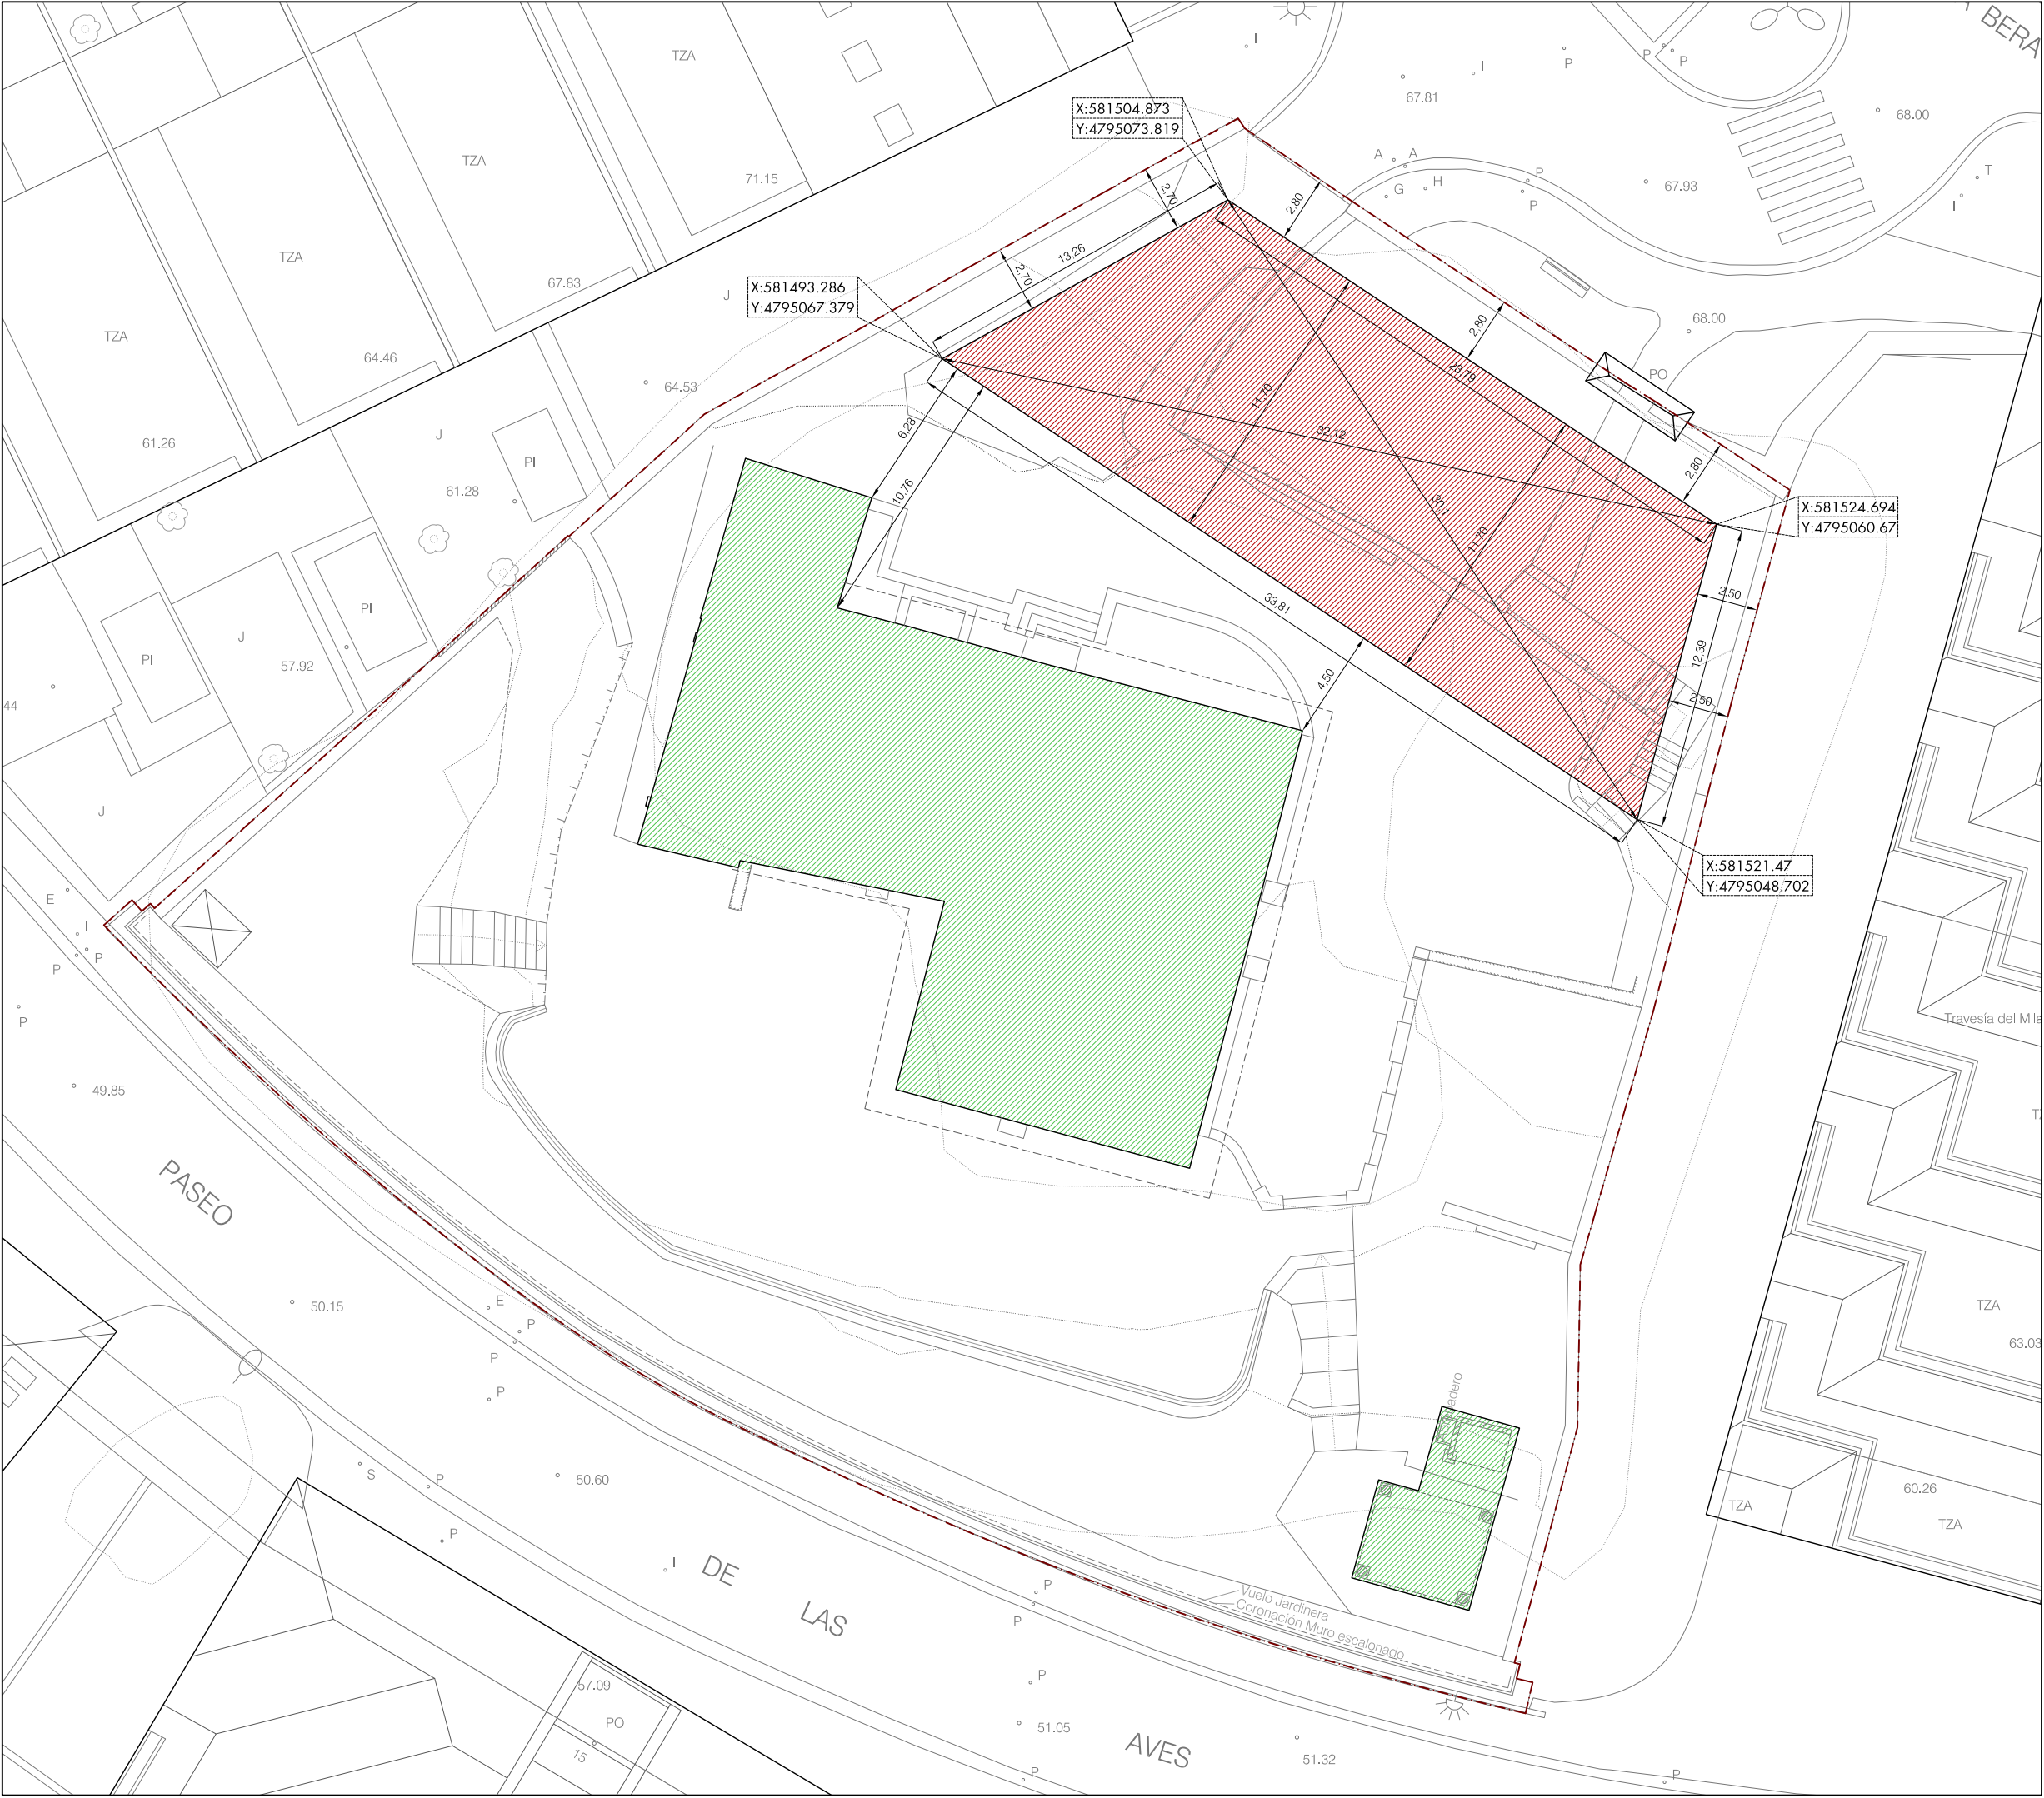 BERA
TZA
I
P
P
P
I
67.81
68.00
X:581504.873
Y:4795073.819
TZA
71.15
A
A
G
H
P
P
67.93
T
I
2,70
2,80
TZA
13,26
2,70
67.83
J
X:581493.286
Y:4795067.379
TZA
64.46
2,80
68.00
64.53
PO
23,79
11,70
61.26
J
PI
6,28
32,12
2,80
61.28
10,76
30,1
X:581524.694
Y:4795060.67
11,70
PI
33,81
2,50
J
PI
57.92
12,39
4,50
2,50
44
J
X:581521.47
Y:4795048.702
E
I
P
P
P
Travesía del Mila
49.85
T
PASEO
50.15
E
P
P
P
TZA
63.03
adero
S
P
50.60
60.26
TZA
TZA
P
I
DE
LAS
P
P
Vuelo Jardinera
Coronación Muro escalonado
57.09
PO
15
P
51.05
AVES
51.32
P
P